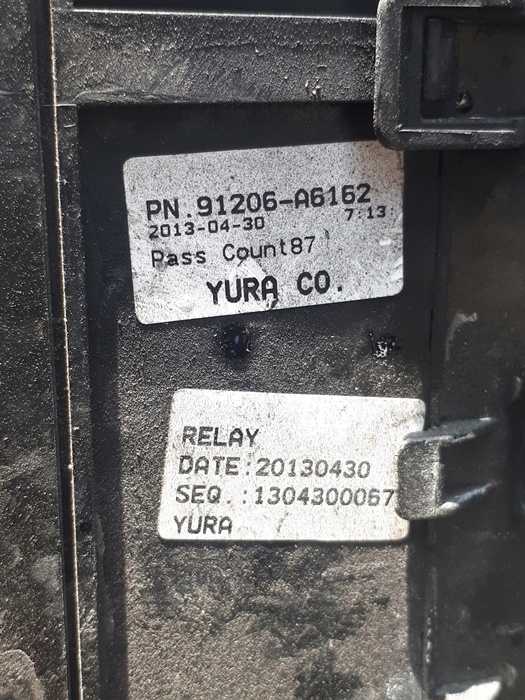 PN.91206-A6162
2013-04-30 7:13:
Pass Count87
YURA CO.
RELAY
DATE:20130430
SEQ.:1304300067
YURA